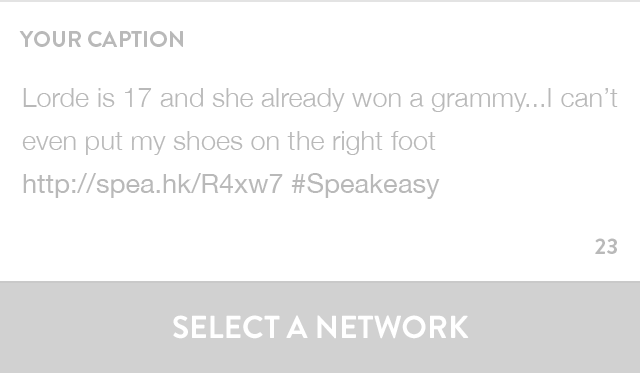 YOUR CAPTION
Lorde is 17 and she already won a grammy...I can’t
even put my shoes on the right foot
http://spea.hk/R4xw7 #Speakeasy
23
SELECT A NETWORK